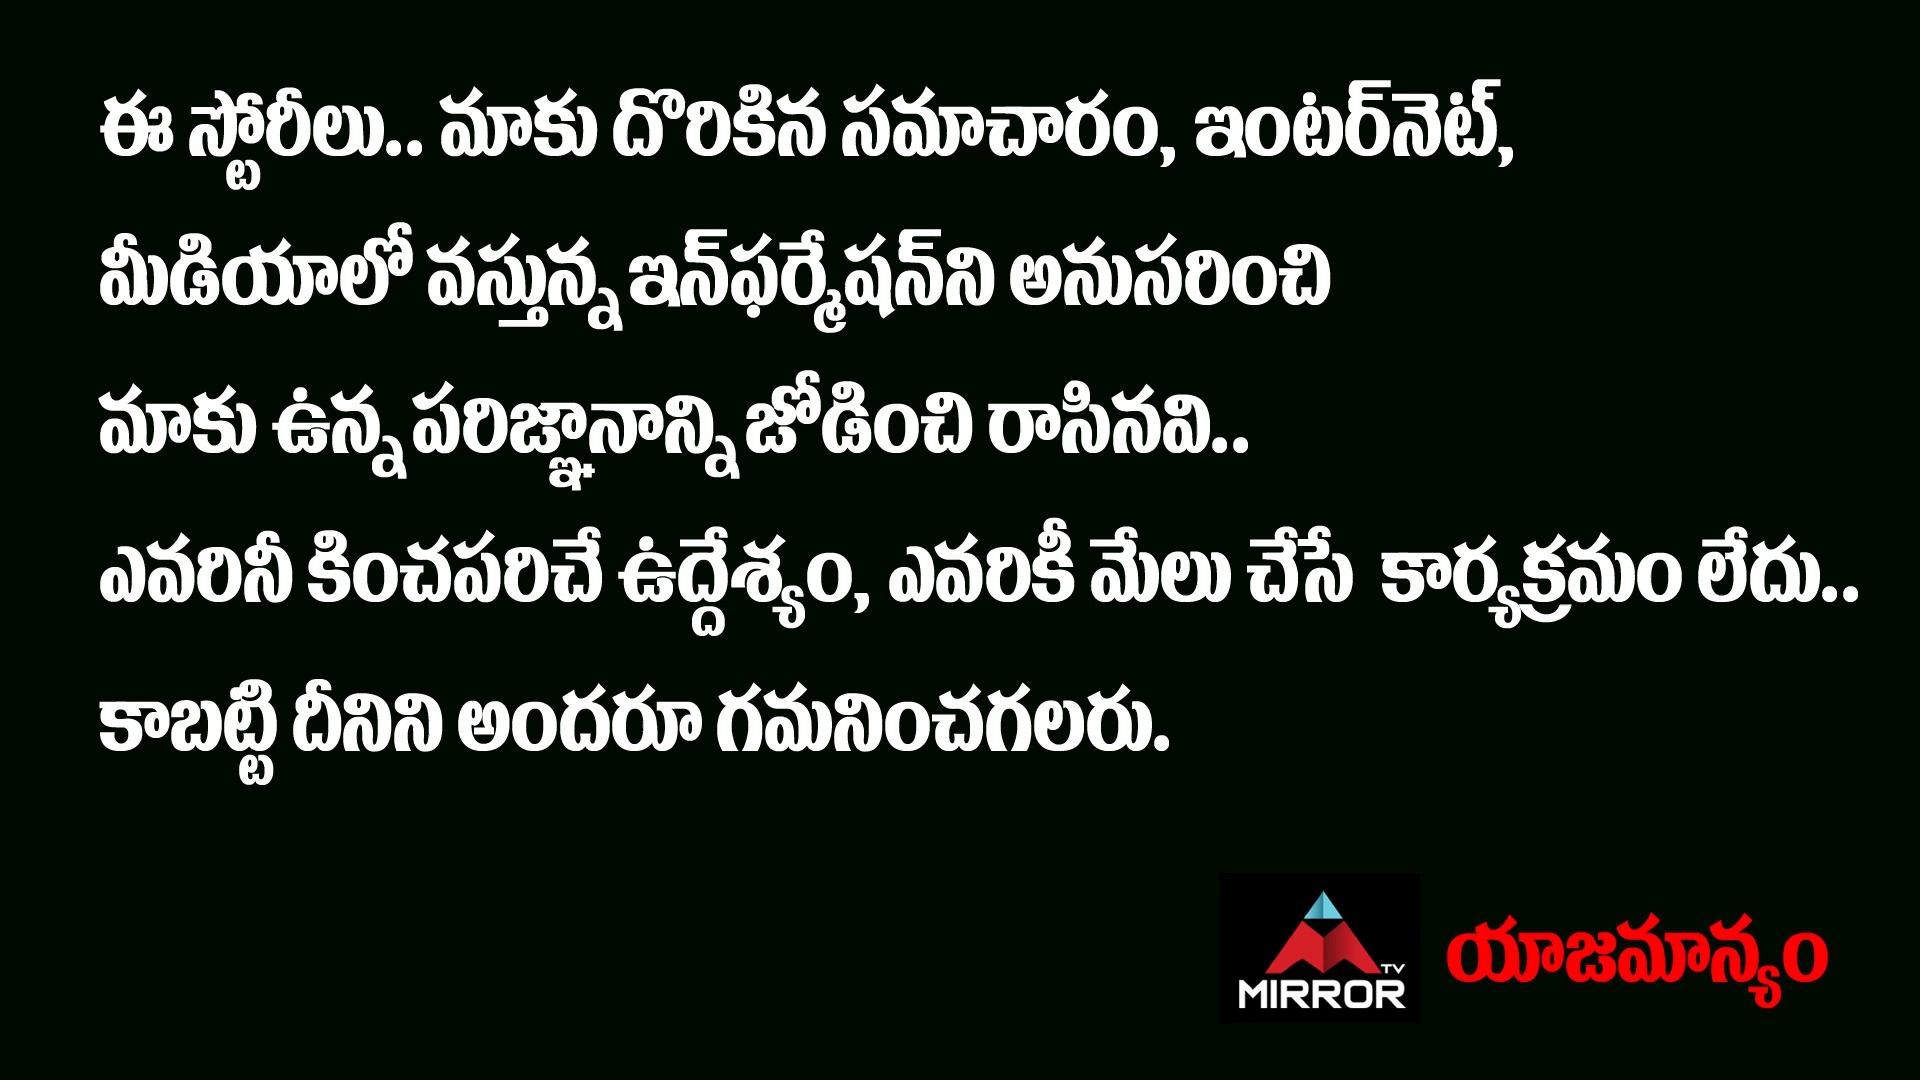 ఈ స్టోరీలు.. మాకు దొరికిన సమాచారం, ఇంటర్‌నెట్,
మీడియాలో వస్తున్న ఇన్‌ఫర్మేషన్‌ని అనుసరించి
మాకు ఉన్న పరిజ్ఞానాన్ని జోడించి రాసినవి..
ఎవరినీ కించపరిచే ఉద్దేశ్యం, ఎవరికీ మేలు చేసే కార్యక్రమం లేదు..
కాబట్టి దీనిని అందరూ గమనించగలరు.
TV
MIRROR
యాజమాన్యం